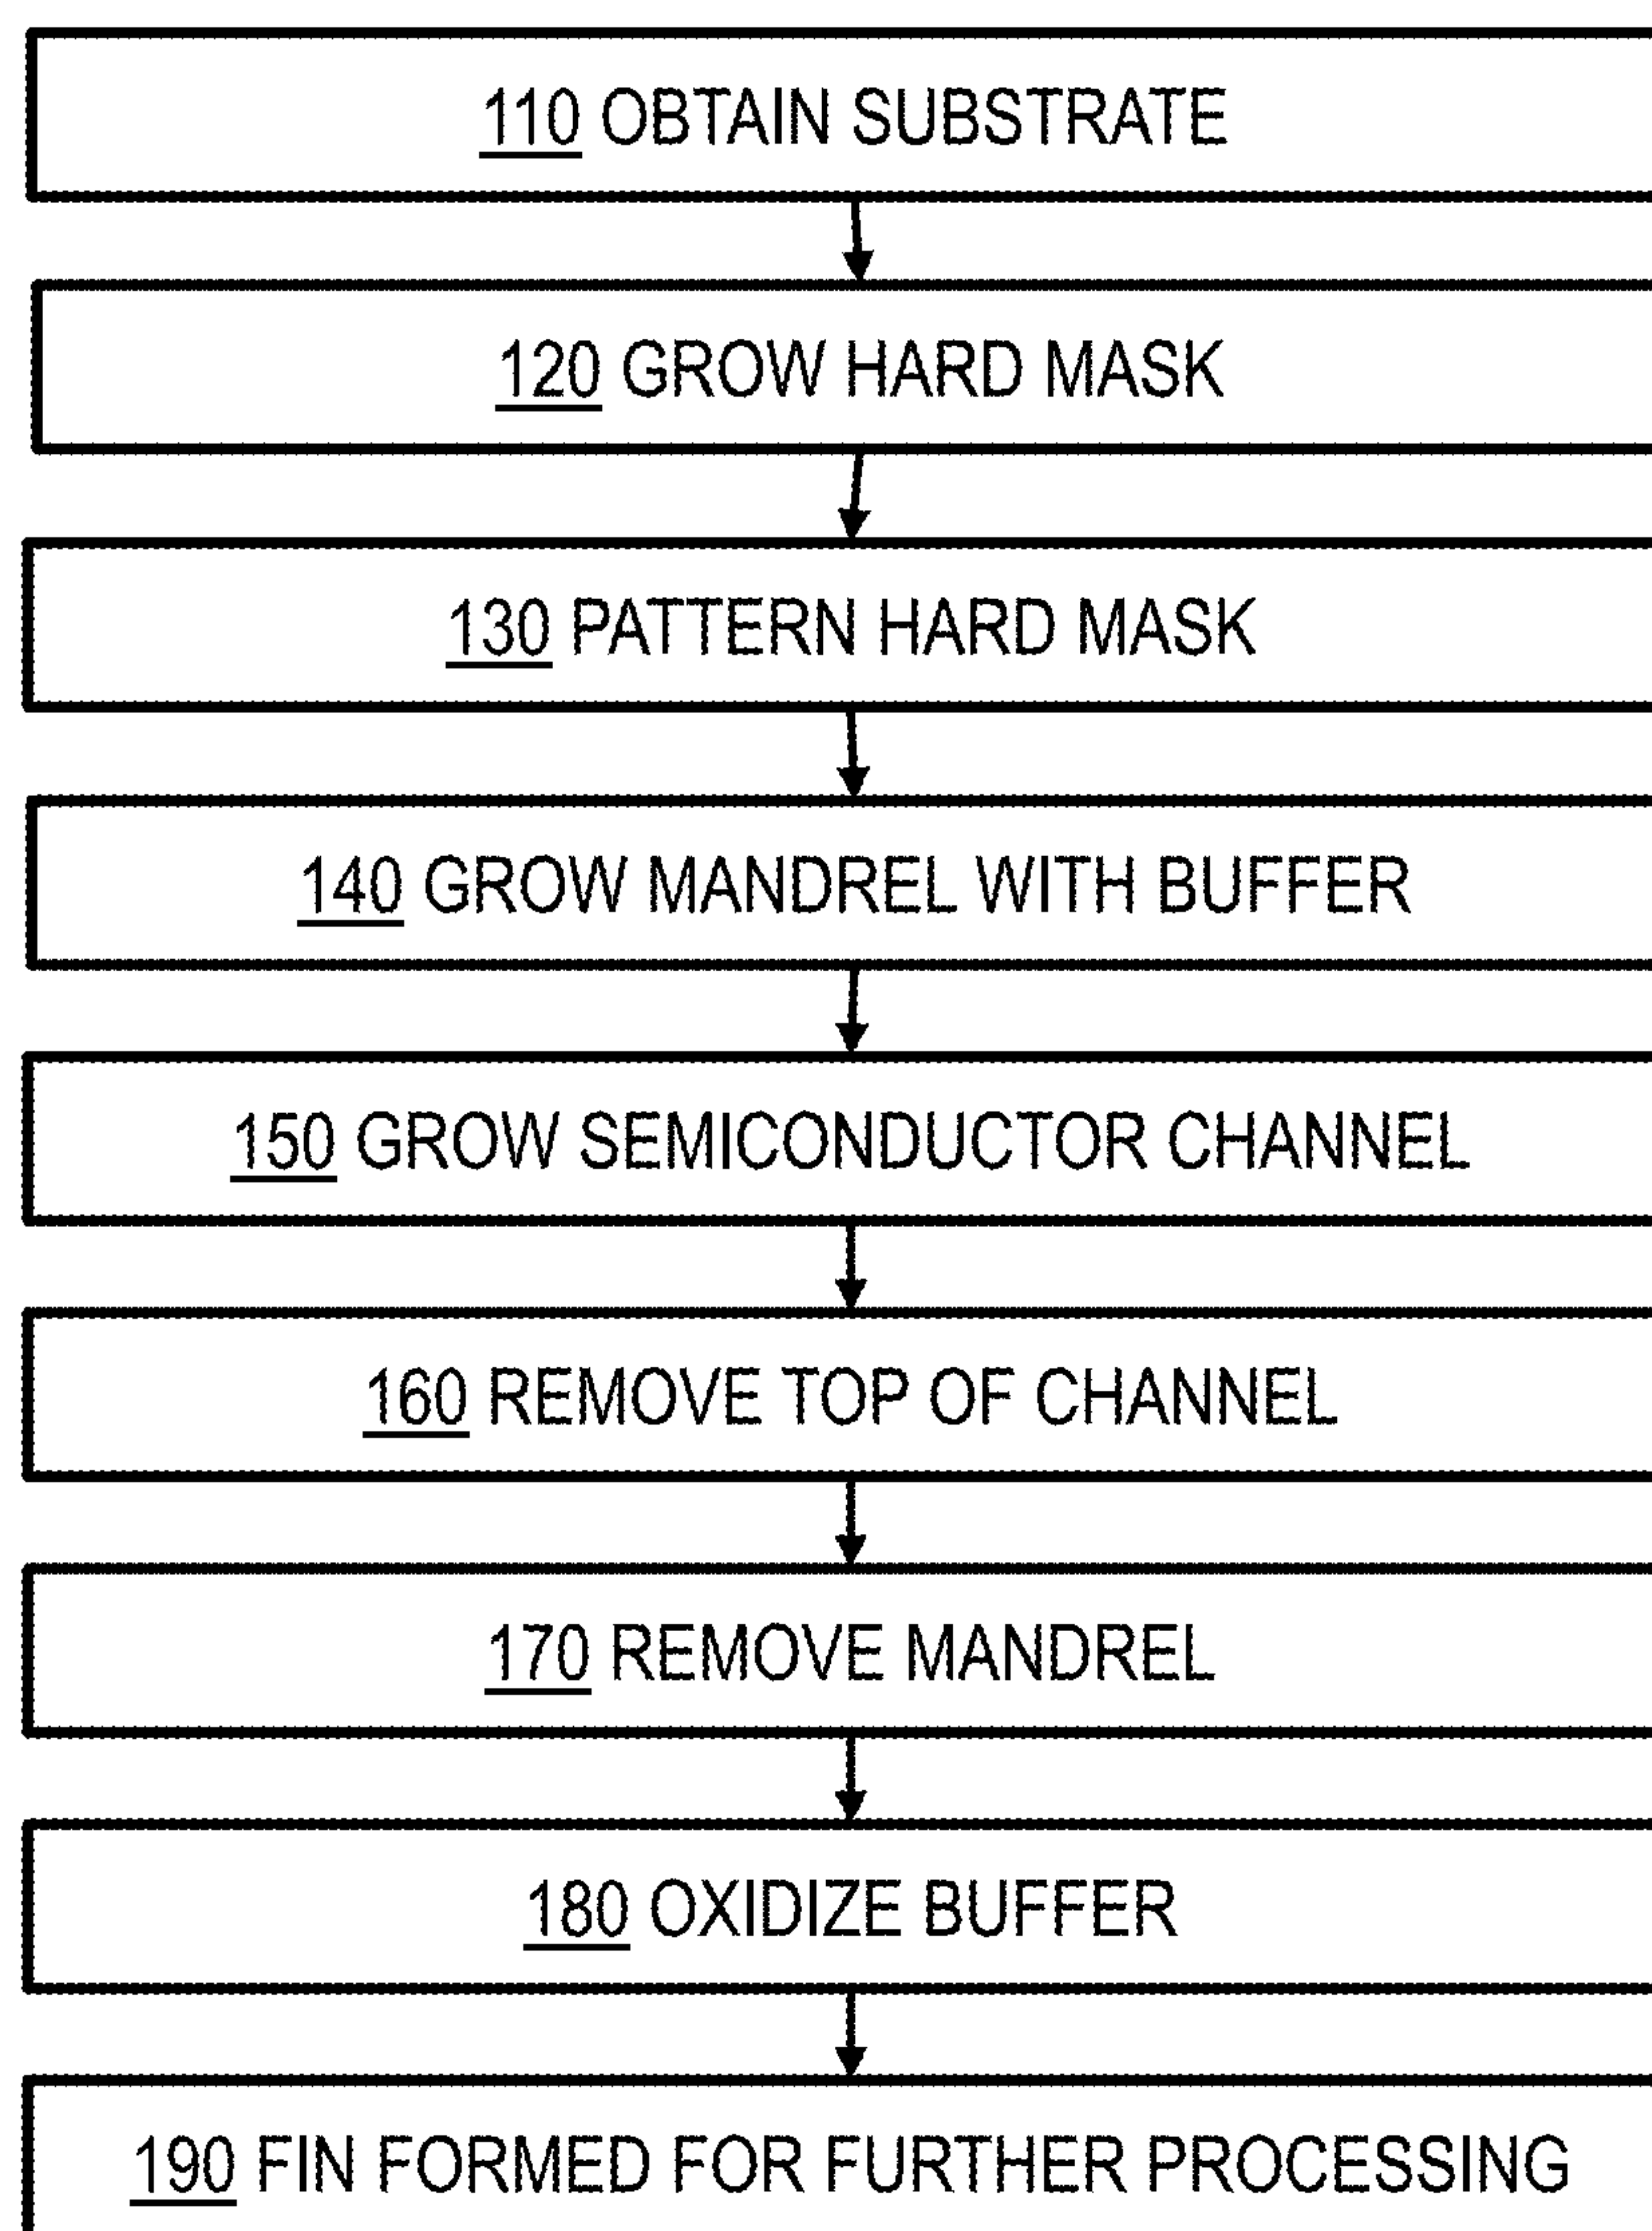 110 OBTAIN SUBSTRATE
120 GROW HARD MASK
130 PATTERN HARD MASK
140 GROW MANDREL WITH BUFFER
150 GROW SEMICONDUCTOR CHANNEL
160 REMOVE TOP OF CHANNEL
170 REMOVE MANDREL
180 OXIDIZE BUFFER
190 FIN FORMED FOR FURTHER PROCESSING